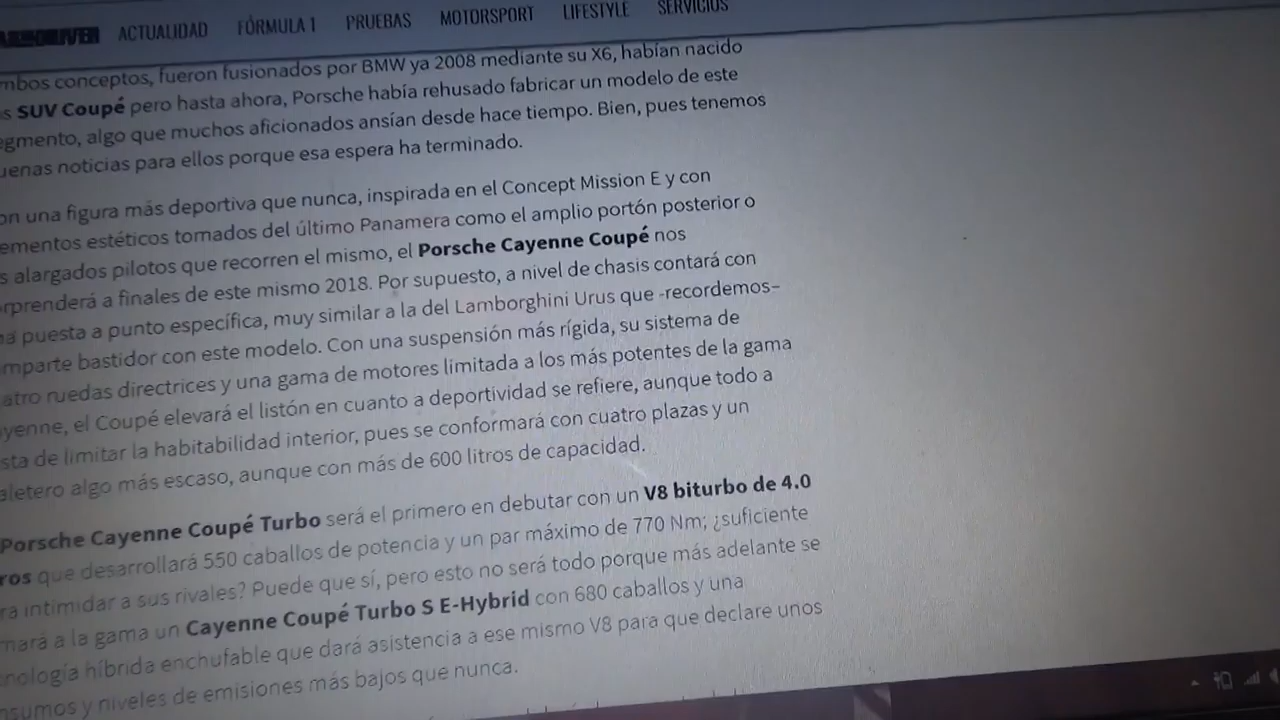 ACTUALIDAD FÓRMULA 1 PRUEBAS MOTORSPORT LIFESTYLE SERVICIOS
mbos conceptos, fueron fusionados por BMW ya 2008 mediante su X6, habían nacido
s SUV Coupé pero hasta ahora, Porsche había rehusado fabricar un modelo de este
egmento, algo que muchos aficionados ansían desde hace tiempo. Bien, pues tenemos
uenas noticias para ellos porque esa espera ha terminado.
on una figura más deportiva que nunca, inspirada en el Concept Mission E y con
ementos estéticos tomados del último Panamera como el amplio portón posterior o
s alargados pilotos que recorren el mismo, el Porsche Cayenne Coupé nos
orprenderá a finales de este mismo 2018. Por supuesto, a nivel de chasis contará con
na puesta a punto específica, muy similar a la del Lamborghini Urus que -recordemos–
mparte bastidor con este modelo. Con una suspensión más rígida, su sistema de
atro ruedas directrices y una gama de motores limitada a los más potentes de la gama
yenne, el Coupé elevará el listón en cuanto a deportividad se refiere, aunque todo a
sta de limitar la habitabilidad interior, pues se conformará con cuatro plazas y un
aletero algo más escaso, aunque con más de 600 litros de capacidad.
Porsche Cayenne Coupé Turbo será el primero en debutar con un V8 biturbo de 4.0
ros que desarrollará 550 caballos de potencia y un par máximo de 770 Nm; ¿suficiente
ra intimidar a sus rivales? Puede que sí, pero esto no será todo porque más adelante se
mará a la gama un Cayenne Coupé Turbo S E-Hybrid con 680 caballos y una
cnología híbrida enchufable que dará asistencia a ese mismo V8 para que declare unos
nsumos y niveles de emisiones más bajos que nunca.